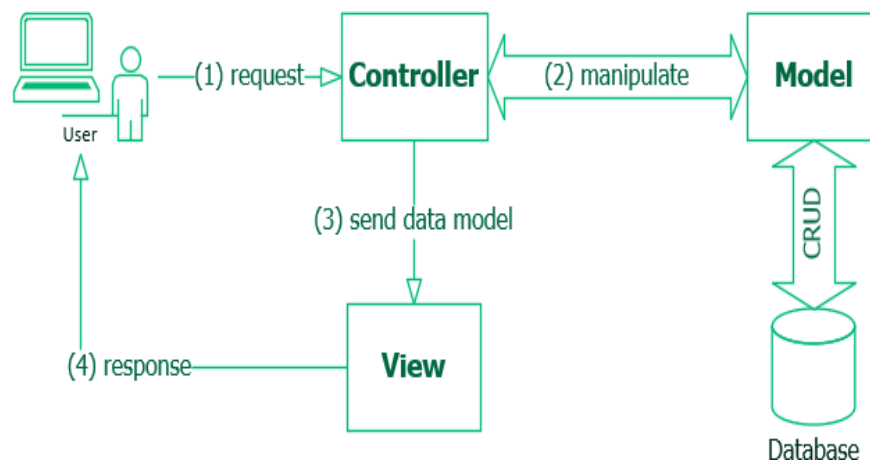 (1) request
Controller
(2) manipulate
Model
User
(3) send data model
CRUD
(4) response
View
Database